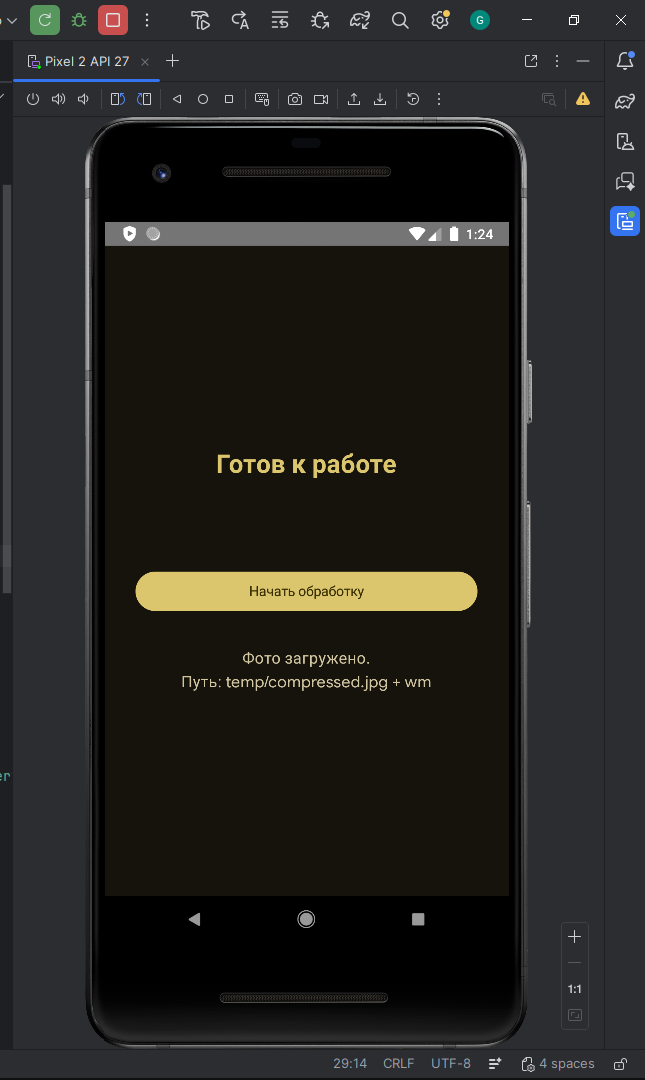 G
Pixel 2 API 27
1:24
Готов к работе
Начать обработку
Фото загружено.
Путь: temp/compressed.jpg + wm
er
1:1
29:14 CRLF UTF-8 4 spaces